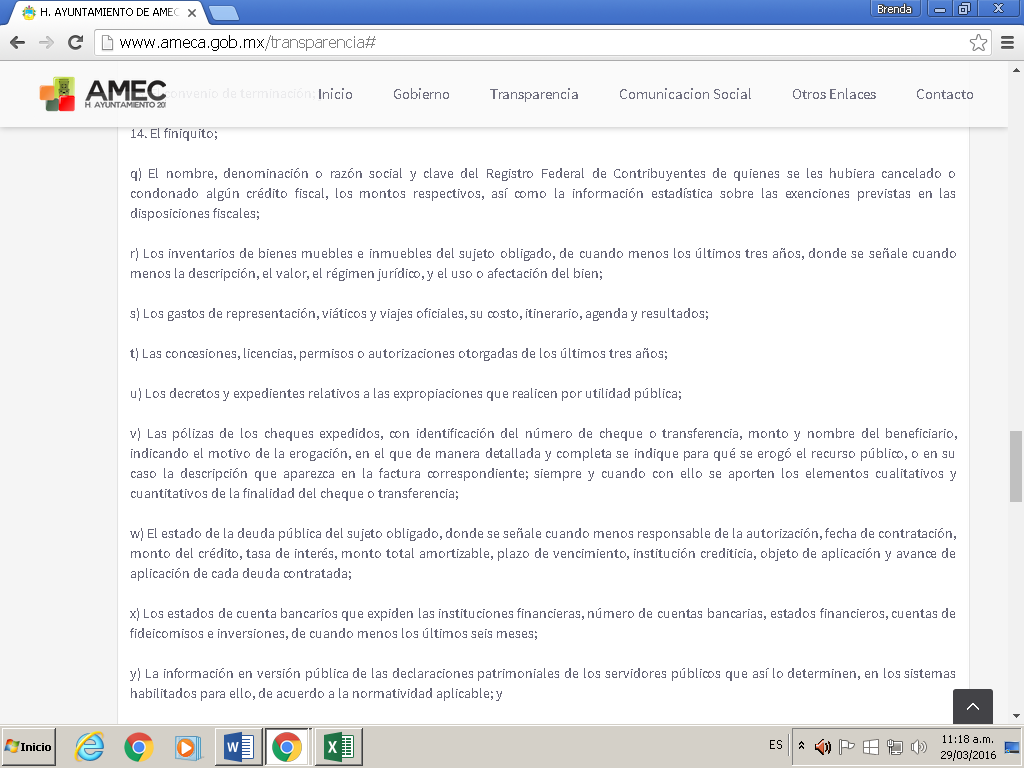 H. AYUNTAMIENTO DE AMEC
Brenda
www.ameca.gob.mx/transparencia#
AMEC
H. AYUNTAMIENTO 20
convenio de terminación;
Inicio
Gobierno
Transparencia
Comunicacion Social
Otros Enlaces
Contacto
14. El finiquito;
q) El nombre, denominación o razón social y clave del Registro Federal de Contribuyentes de quienes se les hubiera cancelado o
condonado algún crédito fiscal, los montos respectivos, así como la información estadística sobre las exenciones previstas en las
disposiciones fiscales;
r) Los inventarios de bienes muebles e inmuebles del sujeto obligado, de cuando menos los últimos tres años, donde se señale cuando
menos la descripción, el valor, el régimen jurídico, y el uso o afectación del bien;
s) Los gastos de representación, viáticos y viajes oficiales, su costo, itinerario, agenda y resultados;
t) Las concesiones, licencias, permisos o autorizaciones otorgadas de los últimos tres años;
u) Los decretos y expedientes relativos a las expropiaciones que realicen por utilidad pública;
v) Las pólizas de los cheques expedidos, con identificación del número de cheque o transferencia, monto y nombre del beneficiario,
indicando el motivo de la erogación, en el que de manera detallada y completa se indique para qué se erogó el recurso público, o en su
caso la descripción que aparezca en la factura correspondiente; siempre y cuando con ello se aporten los elementos cualitativos y
cuantitativos de la finalidad del cheque o transferencia;
w) El estado de la deuda pública del sujeto obligado, donde se señale cuando menos responsable de la autorización, fecha de contratación,
monto del crédito, tasa de interés, monto total amortizable, plazo de vencimiento, institución crediticia, objeto de aplicación y avance de
aplicación de cada deuda contratada;
x) Los estados de cuenta bancarios que expiden las instituciones financieras, número de cuentas bancarias, estados financieros, cuentas de
fideicomisos e inversiones, de cuando menos los últimos seis meses;
y) La información en versión pública de las declaraciones patrimoniales de los servidores públicos que así lo determinen, en los sistemas
habilitados para ello, de acuerdo a la normatividad aplicable; y
Inicio
ES
11:18 a.m.
29/03/2016